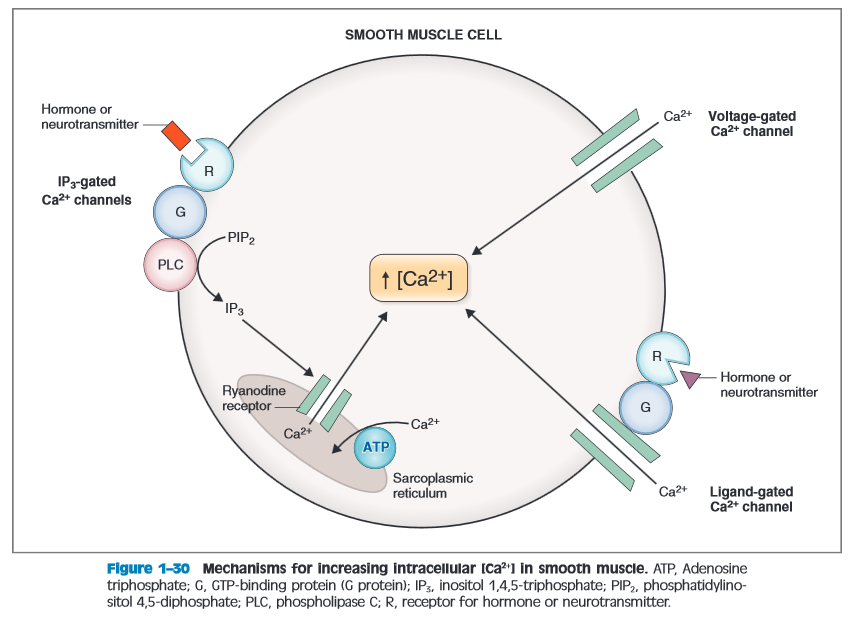 SMOOTH MUSCLE CELL
Hormone or
neurotransmitter
R
IP₃-gated
Ca²⁺ channels
G
PLC
PIP₂
IP₃
Ca²⁺
Voltage-gated
Ca²⁺ channel
↑ [Ca²⁺]
Ryanodine
receptor
Ca²⁺
Ca²⁺
ATP
Sarcoplasmic
reticulum
R
Hormone or
neurotransmitter
G
Ca²⁺
Ligand-gated
Ca²⁺ channel
Figure 1–30 Mechanisms for increasing intracellular [Ca²⁺] in smooth muscle. ATP, Adenosine
triphosphate; G, GTP-binding protein (G protein); IP₃, inositol 1,4,5-triphosphate; PIP₂, phosphatidylino-
sitol 4,5-diphosphate; PLC, phospholipase C; R, receptor for hormone or neurotransmitter.